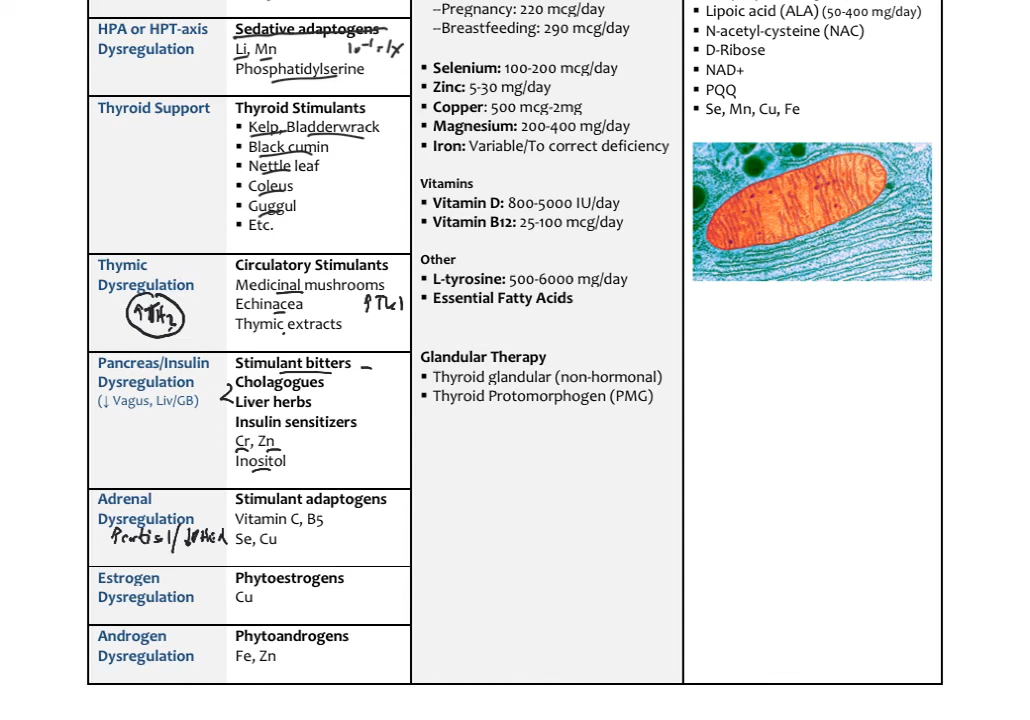 HPA or HPT-axis
Dysregulation
Sedative adaptogens
Li, Mn
Phosphatidylserine
Thyroid Support
Thyroid Stimulants
▪ Kelp, Bladderwrack
▪ Black cumin
▪ Nettle leaf
▪ Coleus
▪ Guggul
▪ Etc.
Thymic
Dysregulation
↑TH2
Circulatory Stimulants
Medicinal mushrooms
Echinacea
Thymic extracts
Pancreas/Insulin
Dysregulation
(↓ Vagus, Liv/GB)
Stimulant bitters
Cholagogues
Liver herbs
Insulin sensitizers
Cr, Zn
Inositol
Adrenal
Dysregulation
Stimulant adaptogens
Vitamin C, B5
Se, Cu
Estrogen
Dysregulation
Phytoestrogens
Cu
Androgen
Dysregulation
Phytoandrogens
Fe, Zn
–Pregnancy: 220 mcg/day
–Breastfeeding: 290 mcg/day
▪ Selenium: 100-200 mcg/day
▪ Zinc: 5-30 mg/day
▪ Copper: 500 mcg-2mg
▪ Magnesium: 200-400 mg/day
▪ Iron: Variable/To correct deficiency
Vitamins
▪ Vitamin D: 800-5000 IU/day
▪ Vitamin B12: 25-100 mcg/day
Other
▪ L-tyrosine: 500-6000 mg/day
▪ Essential Fatty Acids
Glandular Therapy
▪ Thyroid glandular (non-hormonal)
▪ Thyroid Protomorphogen (PMG)
▪ Lipoic acid (ALA) (50-400 mg/day)
▪ N-acetyl-cysteine (NAC)
▪ D-Ribose
▪ NAD+
▪ PQQ
▪ Se, Mn, Cu, Fe